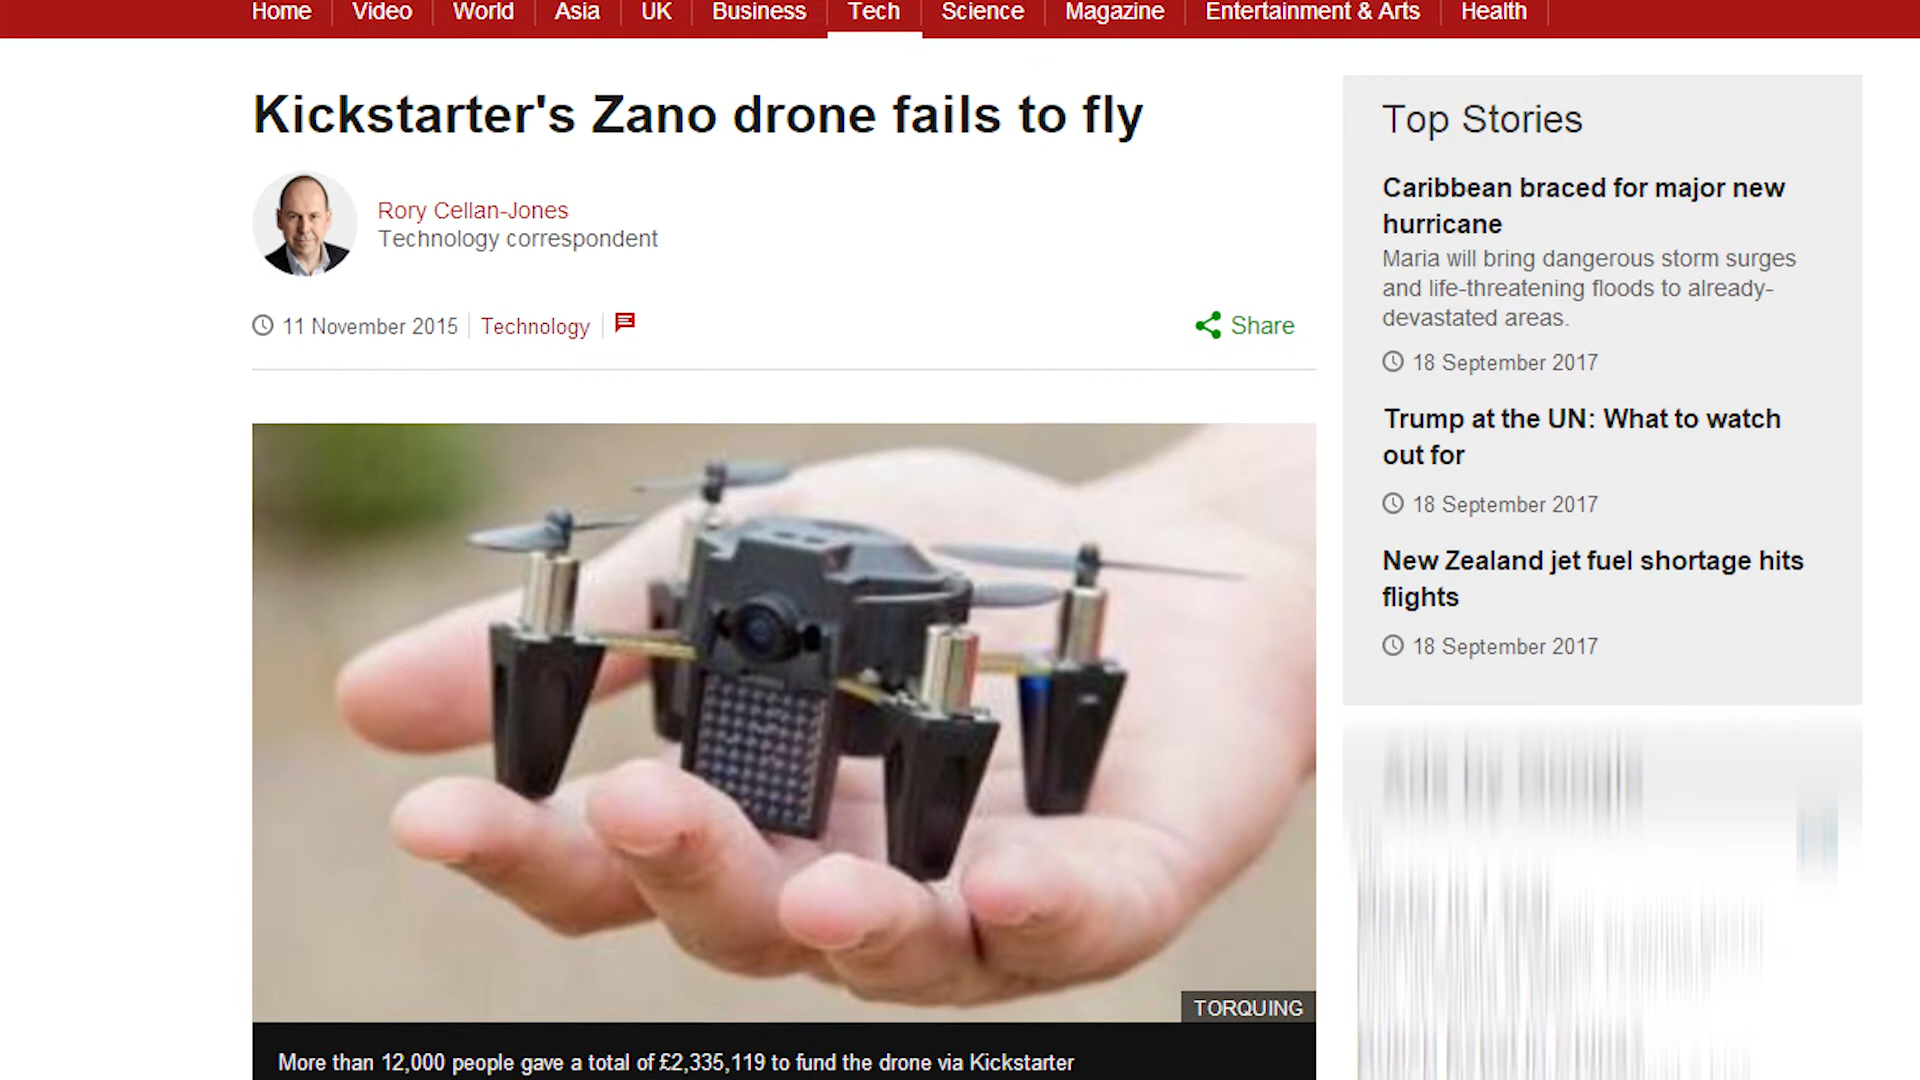 Home Video World Asia UK Business Tech Science Magazine Entertainment & Arts Health
Kickstarter's Zano drone fails to fly
Rory Cellan-Jones
Technology correspondent
11 November 2015 Technology
Share
TORQUING
More than 12,000 people gave a total of £2,335,119 to fund the drone via Kickstarter
Top Stories
Caribbean braced for major new
hurricane
Maria will bring dangerous storm surges
and life-threatening floods to already-
devastated areas.
18 September 2017
Trump at the UN: What to watch
out for
18 September 2017
New Zealand jet fuel shortage hits
flights
18 September 2017